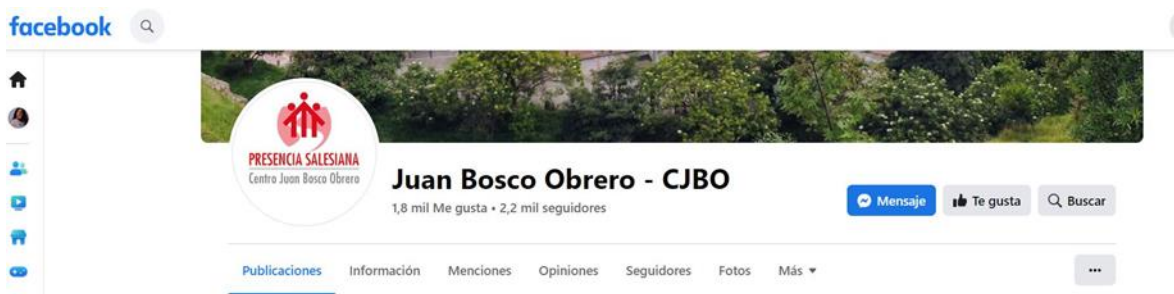 facebook
PRESENCIA SALESIANA
Centro Juan Bosco Obrero
Juan Bosco Obrero - CJBO
1,8 mil Me gusta • 2,2 mil seguidores
Mensaje
Te gusta
Buscar
Publicaciones
Información
Menciones
Opiniones
Seguidores
Fotos
Más